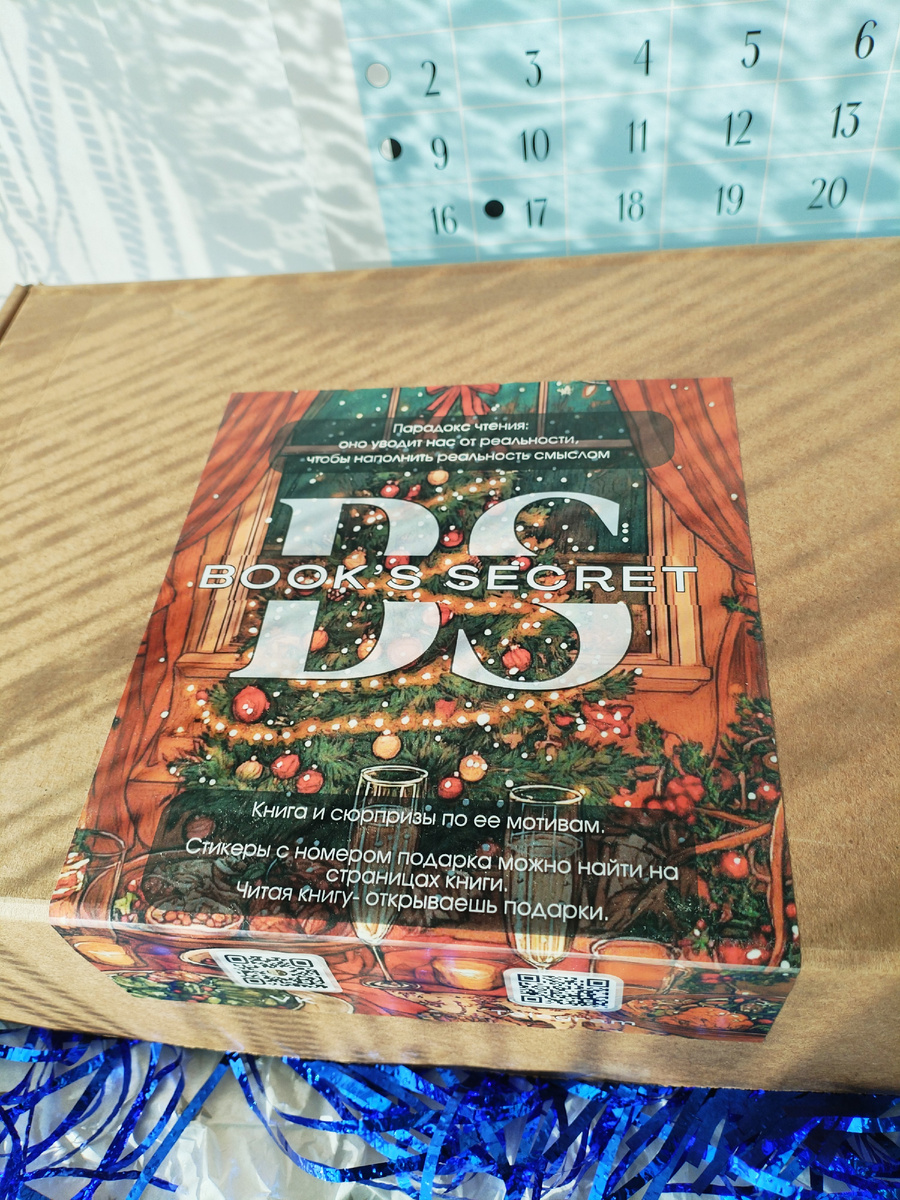 2 3 4 5 6
9 10 11 12 13
16 17 18 19 20
Парадокс чтения:
оно уводит нас от реальности,
чтобы наполнить реальность смыслом
BS
BOOK'S SECRET
Книга и сюрпризы по ее мотивам.
Стикеры с номером подарка можно найти на
страницах книги.
Читая книгу- открываешь подарки.